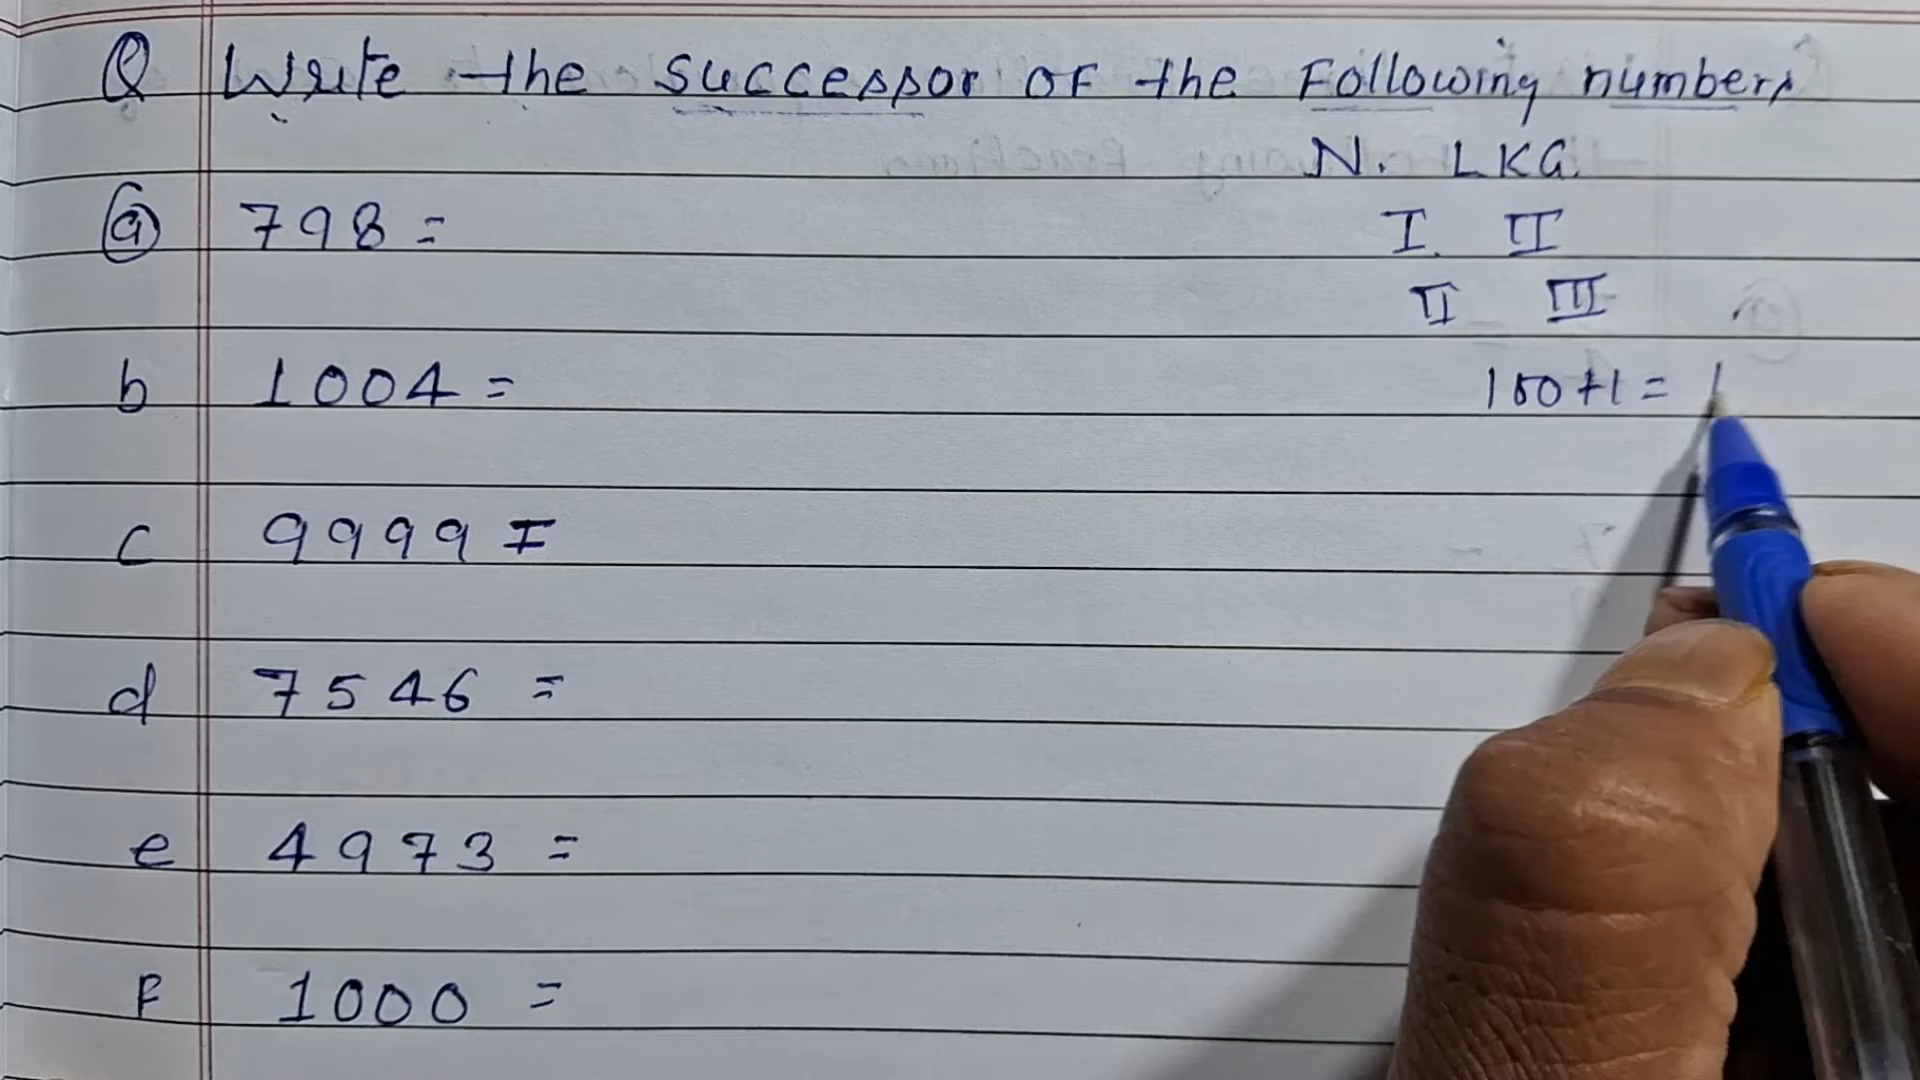 Q Write the successor of the Following numbers
N. LKG.
a 798 =
I. II
II III
b 1004 =
100+1 = 1
c 9999 =
d 7546 =
e 4973 =
F 1000 =